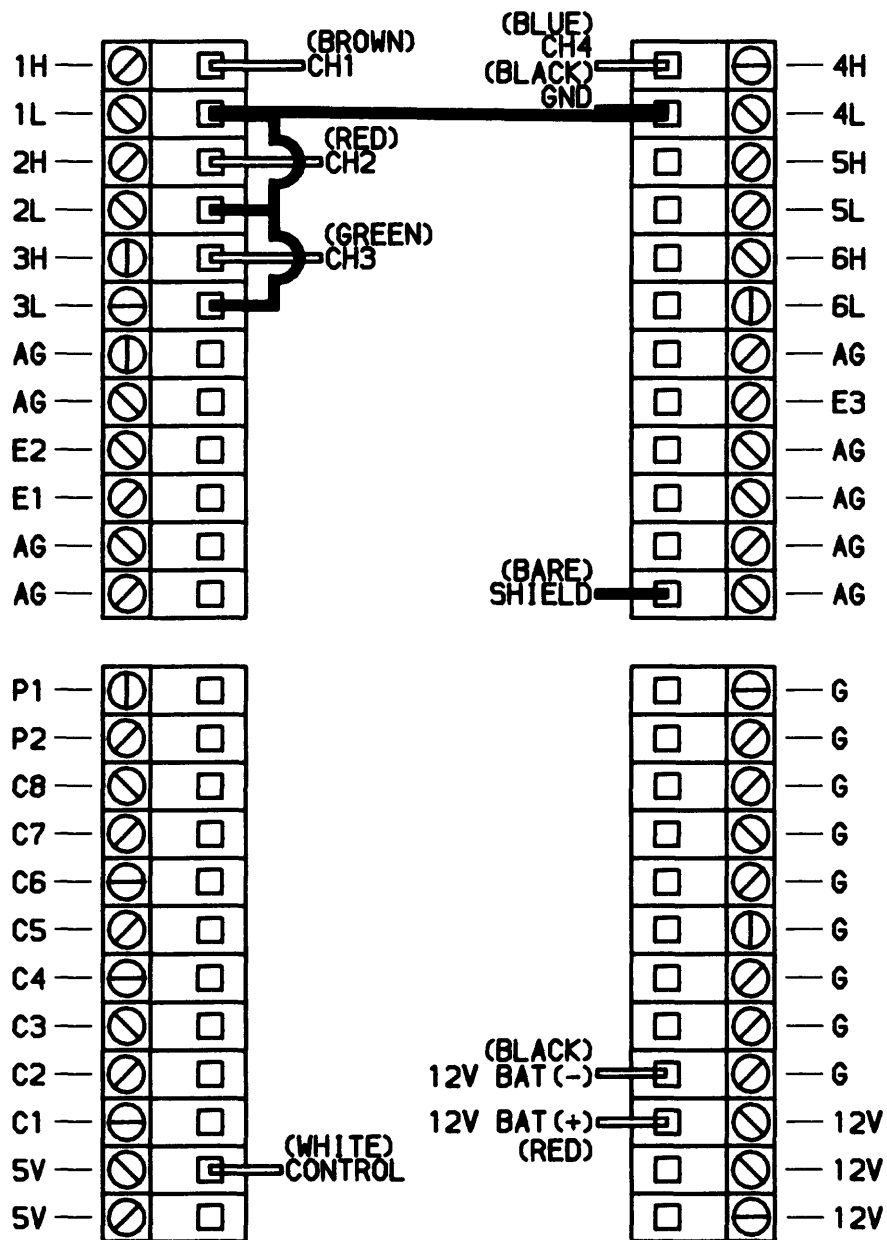 1H
1L
2H
2L
3H
3L
AG
AG
E2
E1
AG
AG
(BROWN)
CH1
(RED)
CH2
(GREEN)
CH3
(BLUE)
CH4
(BLACK)
GND
(BARE)
SHIELD
4H
4L
5H
5L
6H
6L
AG
E3
AG
AG
AG
AG
P1
P2
C8
C7
C6
C5
C4
C3
C2
C1
5V
5V
(WHITE)
CONTROL
(BLACK)
12V BAT(-)
12V BAT(+)
(RED)
G
G
G
G
G
G
G
G
G
12V
12V
12V